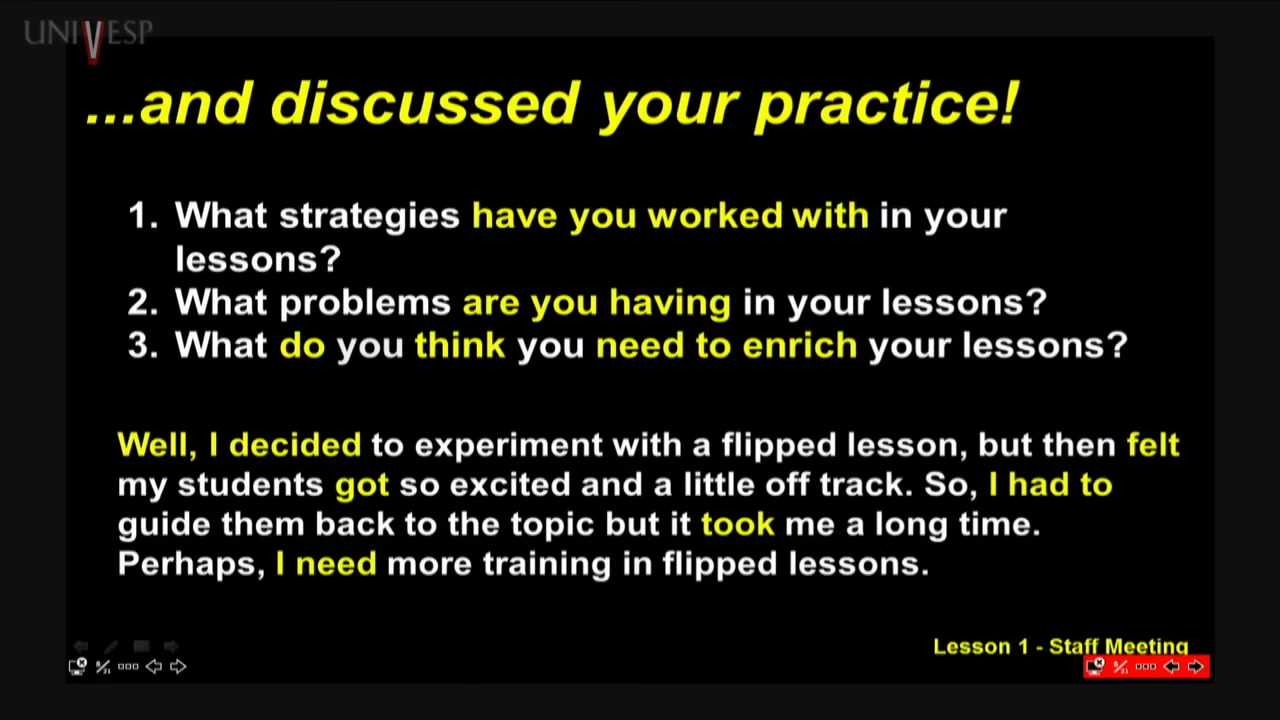 UNIVESP
...and discussed your practice!
1. What strategies have you worked with in your
lessons?
2. What problems are you having in your lessons?
3. What do you think you need to enrich your lessons?
Well, I decided to experiment with a flipped lesson, but then felt
my students got so excited and a little off track. So, I had to
guide them back to the topic but it took me a long time.
Perhaps, I need more training in flipped lessons.
Lesson 1 - Staff Meeting